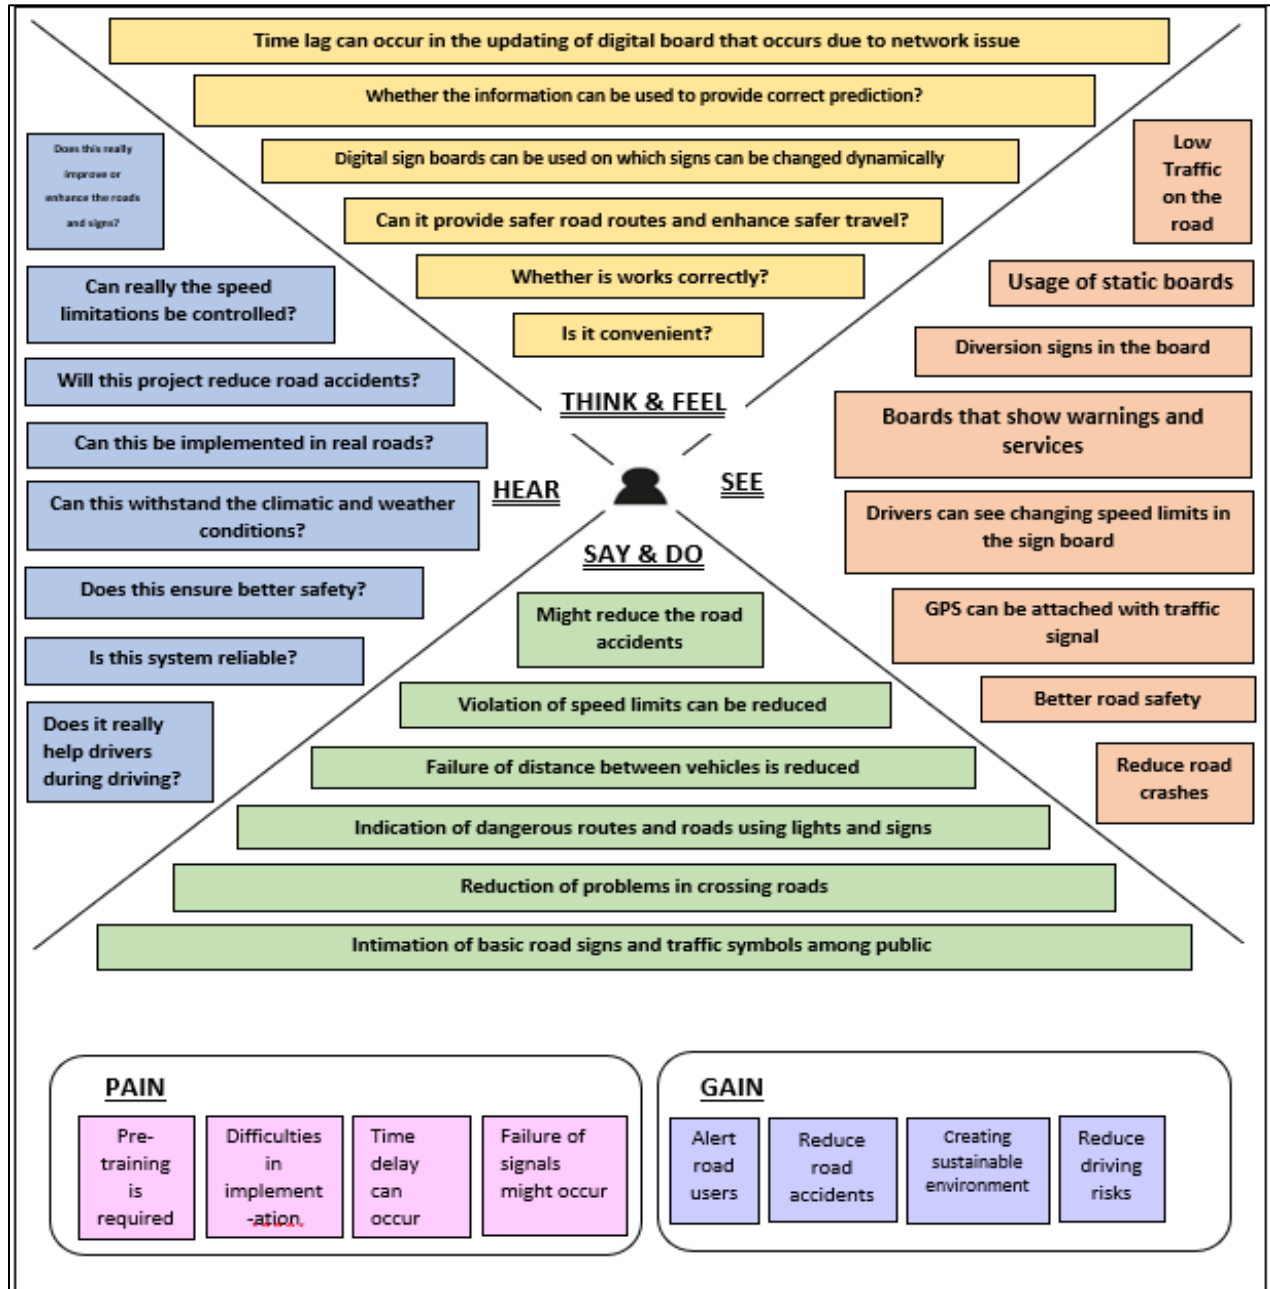 Time lag can occur in the updating of digital board that occurs due to network issue
Whether the information can be used to provide correct prediction?
Digital sign boards can be used on which signs can be changed dynamically
Can it provide safer road routes and enhance safer travel?
Whether is works correctly?
Is it convenient?
THINK & FEEL
Does this really
improve or
enhance the roads
and signs?
Can really the speed
limitations be controlled?
Will this project reduce road accidents?
Can this be implemented in real roads?
Can this withstand the climatic and weather
conditions?
Does this ensure better safety?
Is this system reliable?
Does it really
help drivers
during driving?
HEAR
SEE
Low
Traffic
on the
road
Usage of static boards
Diversion signs in the board
Boards that show warnings and
services
Drivers can see changing speed limits in
the sign board
GPS can be attached with traffic
signal
Better road safety
Reduce road
crashes
SAY & DO
Might reduce the road
accidents
Violation of speed limits can be reduced
Failure of distance between vehicles is reduced
Indication of dangerous routes and roads using lights and signs
Reduction of problems in crossing roads
Intimation of basic road signs and traffic symbols among public
PAIN
Pre-
training
is
required
Difficulties
in
implement
-ation
Time
delay
can
occur
Failure of
signals
might occur
GAIN
Alert
road
users
Reduce
road
accidents
Creating
sustainable
environment
Reduce
driving
risks